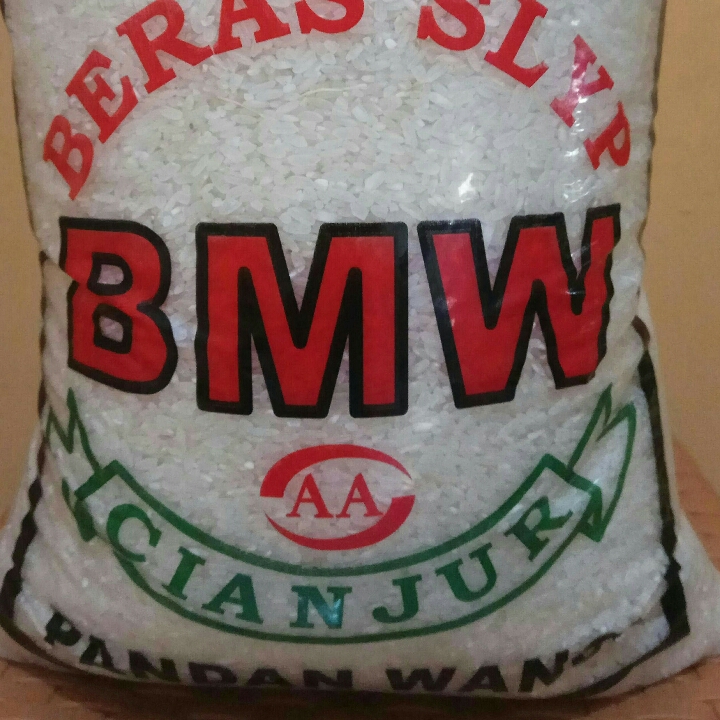 BERAS SLYP
BMW
AA
CIANJUR
PANDAN WANGI